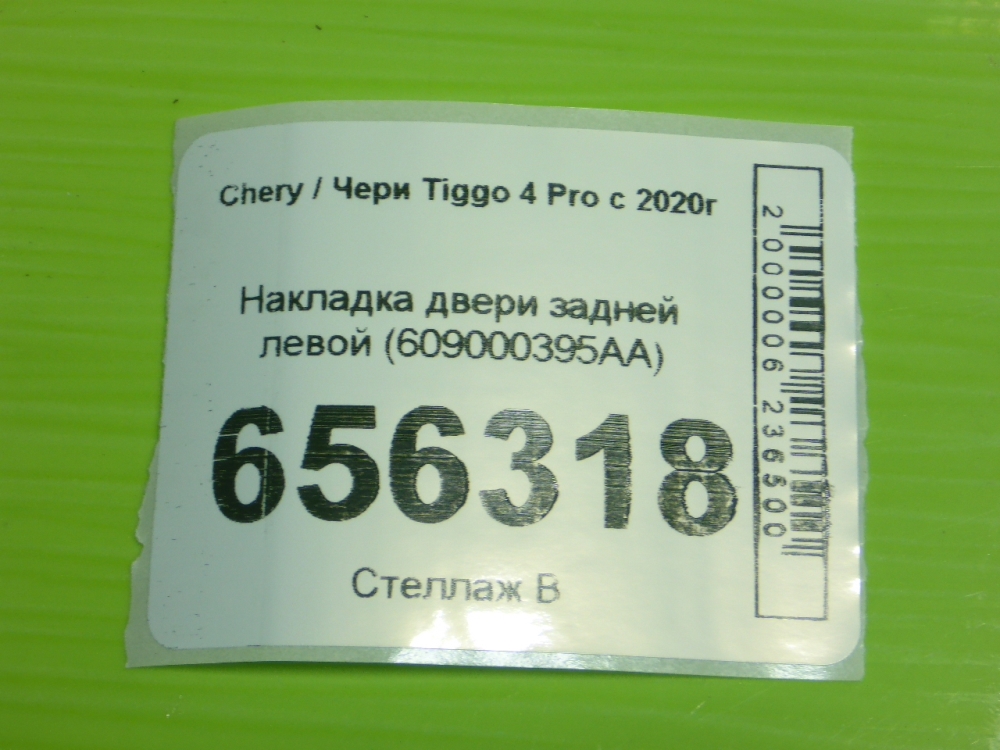 Chery / Чери Tiggo 4 Pro с 2020г
Накладка двери задней
левой (609000395AA)
656318
Стеллаж В
2 000006 236500